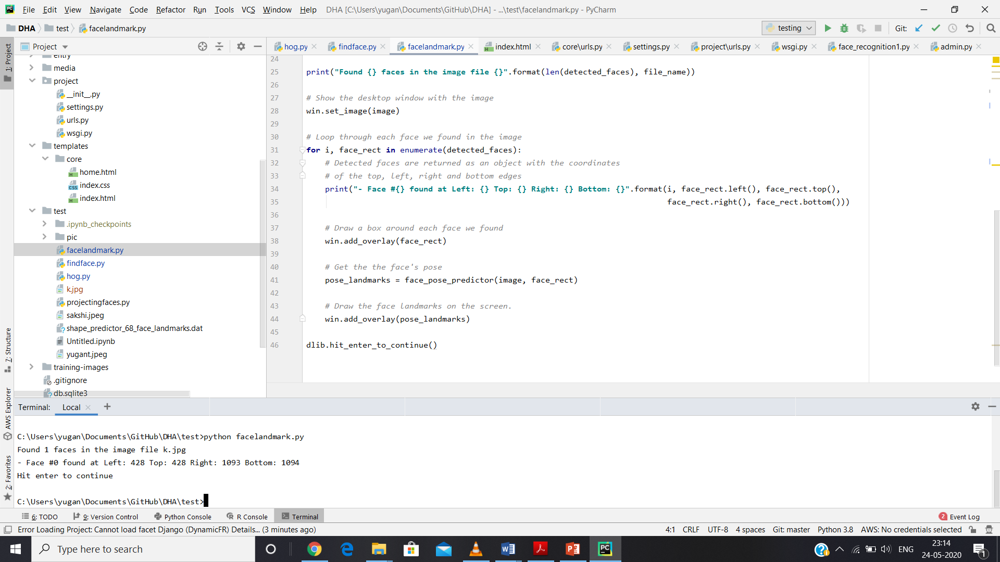 File Edit View Navigate Code Refactor Run Tools VCS Window Help DHA [C:\Users\yugan\Documents\GitHub\DHA] - ...\test\facelandmark.py - PyCharm
DHA test facelandmark.py testing Git:
Project hog.py findface.py facelandmark.py index.html core\urls.py settings.py project\urls.py wsgi.py face_recognition1.py admin.py
1: Project
7: Structure
AWS Explorer
2: Favorites
entry
media
project
__init__.py
settings.py
urls.py
wsgi.py
templates
core
home.html
index.css
index.html
test
.ipynb_checkpoints
pic
facelandmark.py
findface.py
hog.py
k.jpg
projectingfaces.py
sakshi.jpeg
shape_predictor_68_face_landmarks.dat
Untitled.ipynb
yugant.jpeg
training-images
.gitignore
db.sqlite3
24
25 print("Found {} faces in the image file {}".format(len(detected_faces), file_name))
26
27 # Show the desktop window with the image
28 win.set_image(image)
29
30 # Loop through each face we found in the image
31 for i, face_rect in enumerate(detected_faces):
32 # Detected faces are returned as an object with the coordinates
33 # of the top, left, right and bottom edges
34 print("- Face #{} found at Left: {} Top: {} Right: {} Bottom: {}".format(i, face_rect.left(), face_rect.top(),
35 face_rect.right(), face_rect.bottom()))
36
37 # Draw a box around each face we found
38 win.add_overlay(face_rect)
39
40 # Get the the face's pose
41 pose_landmarks = face_pose_predictor(image, face_rect)
42
43 # Draw the face landmarks on the screen.
44 win.add_overlay(pose_landmarks)
45
46 dlib.hit_enter_to_continue()
Terminal: Local +
C:\Users\yugan\Documents\GitHub\DHA\test>python facelandmark.py
Found 1 faces in the image file k.jpg
- Face #0 found at Left: 428 Top: 428 Right: 1093 Bottom: 1094
Hit enter to continue
C:\Users\yugan\Documents\GitHub\DHA\test>
6: TODO 9: Version Control Python Console R Console Terminal 2 Event Log
Error Loading Project: Cannot load facet Django (DynamicFR) Details... (3 minutes ago) 4:1 CRLF UTF-8 4 spaces Git: master Python 3.8 AWS: No credentials selected
Type here to search ENG 23:14
24-05-2020
1